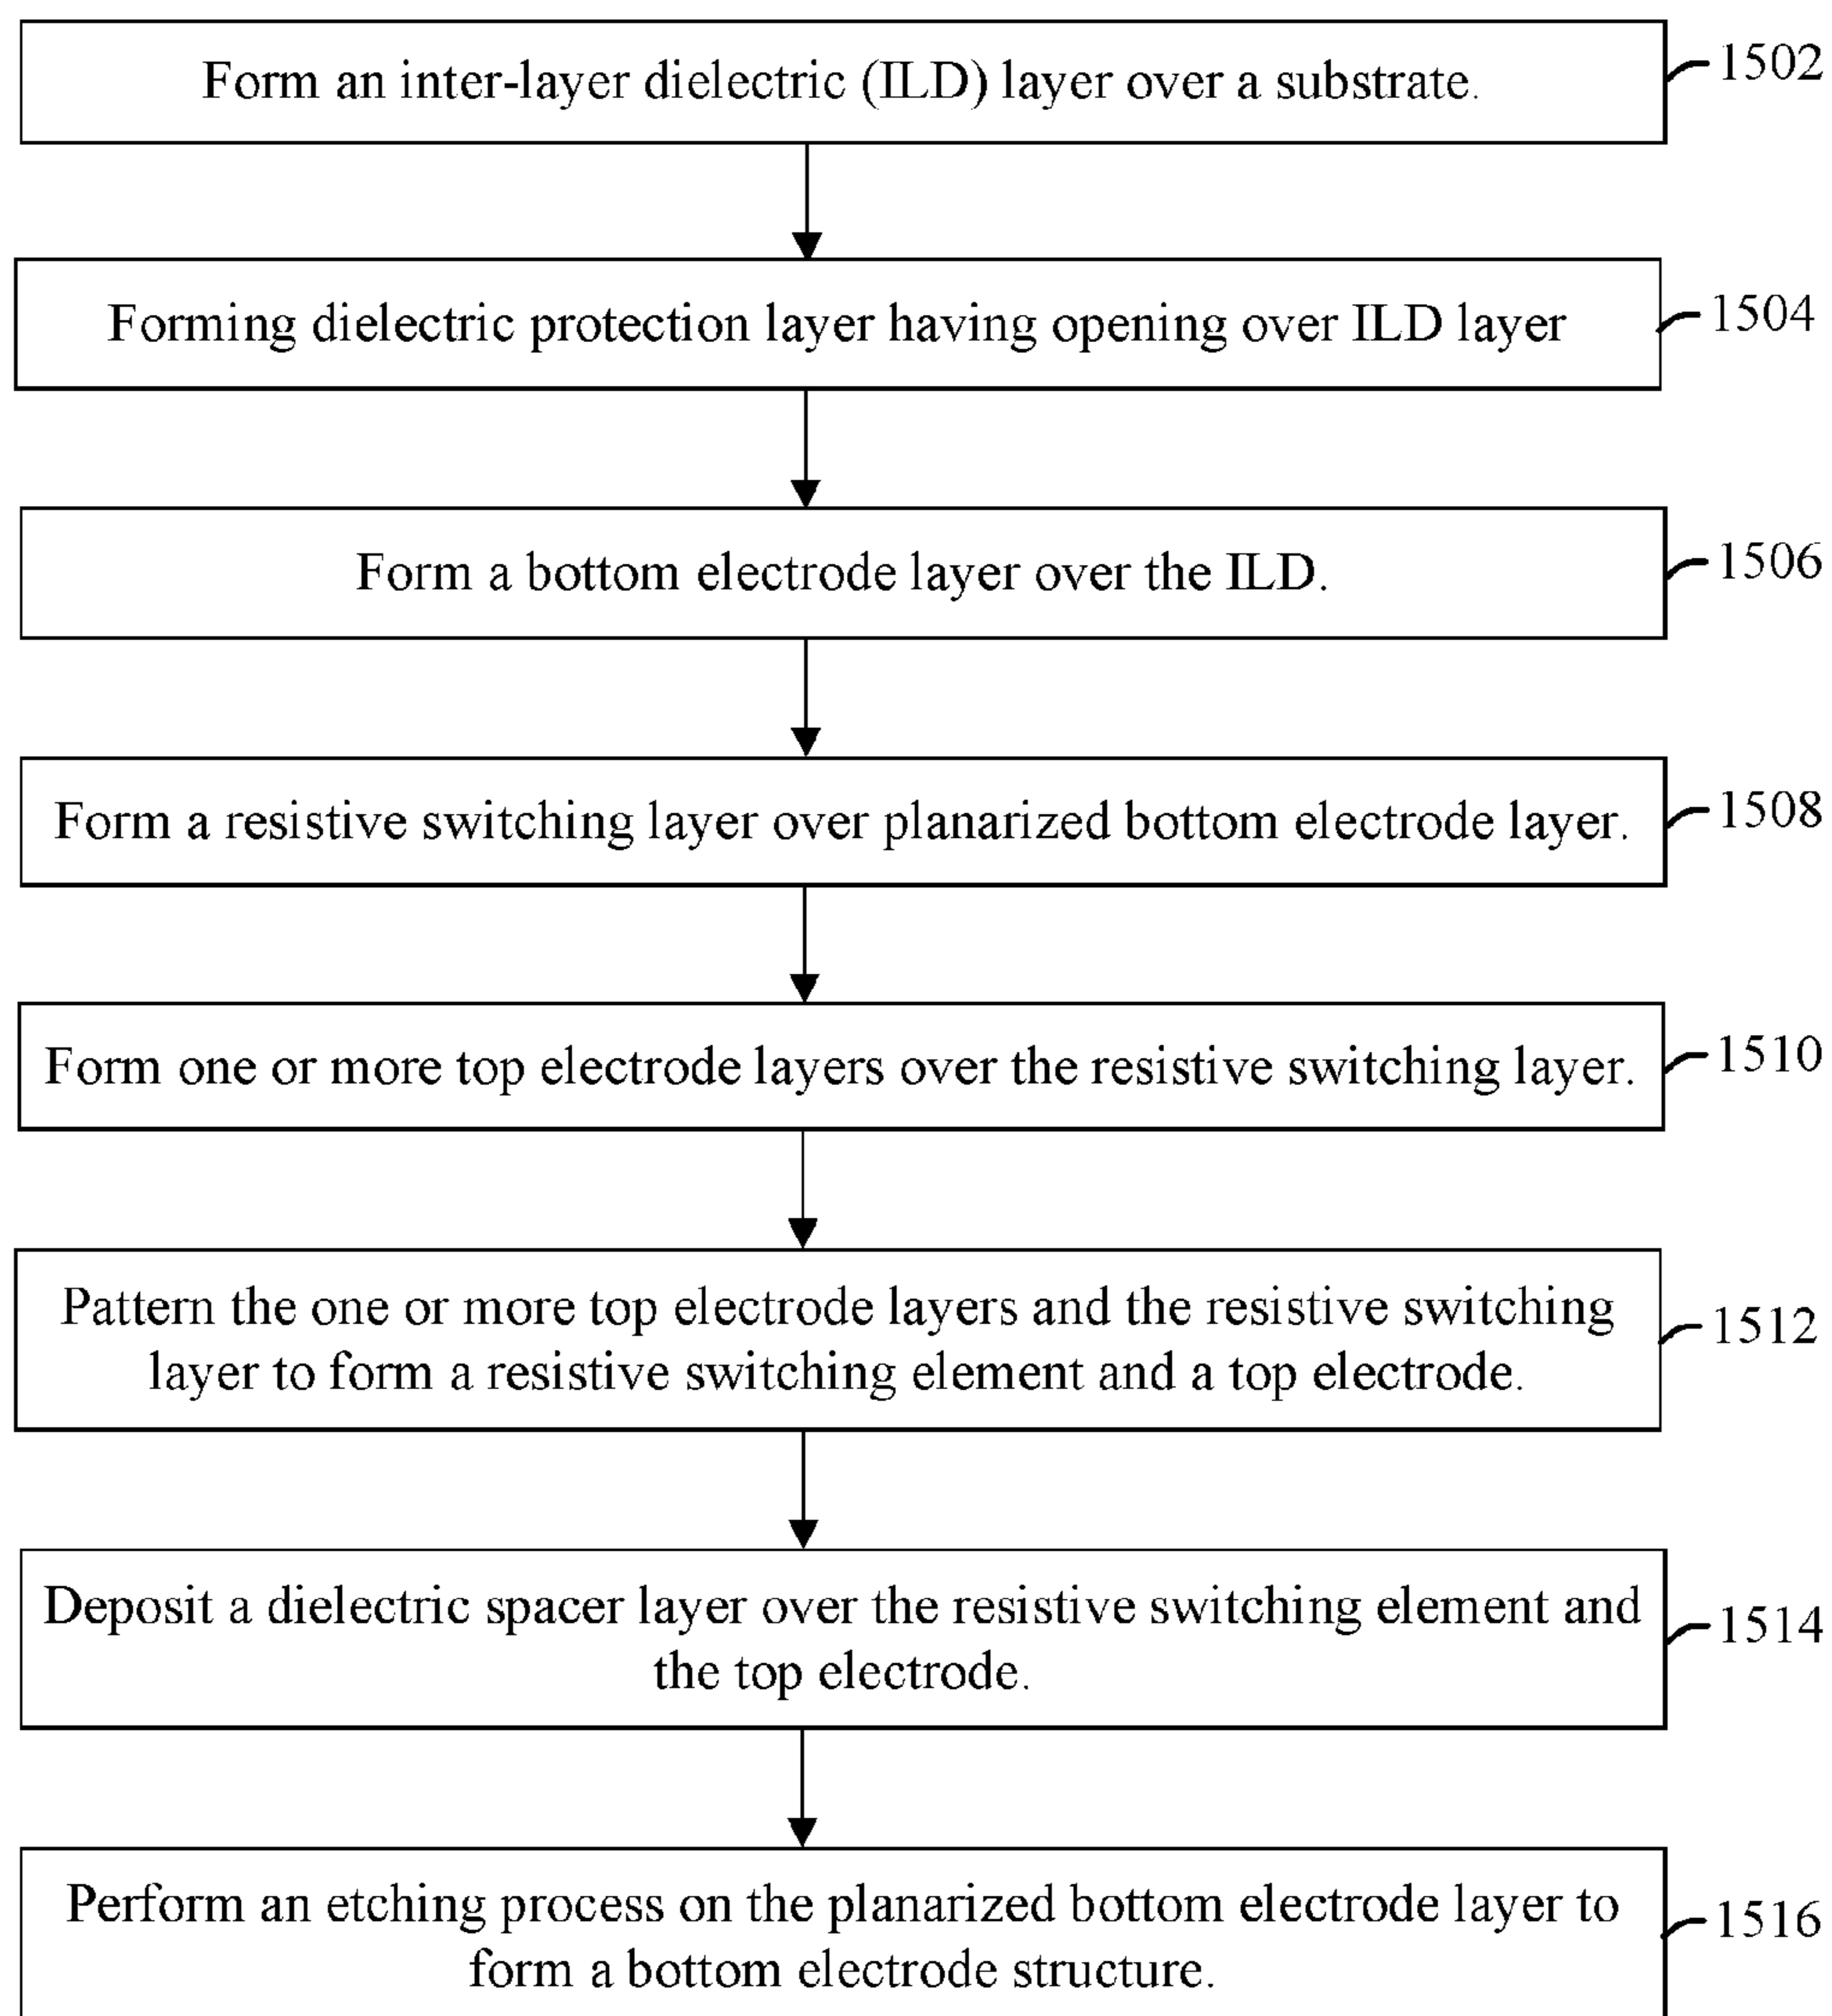 Form an inter-layer dielectric (ILD) layer over a substrate.
1502
Forming dielectric protection layer having opening over ILD layer
1504
Form a bottom electrode layer over the ILD.
1506
Form a resistive switching layer over planarized bottom electrode layer.
1508
Form one or more top electrode layers over the resistive switching layer.
1510
Pattern the one or more top electrode layers and the resistive switching
layer to form a resistive switching element and a top electrode.
1512
Deposit a dielectric spacer layer over the resistive switching element and
the top electrode.
1514
Perform an etching process on the planarized bottom electrode layer to
form a bottom electrode structure.
1516